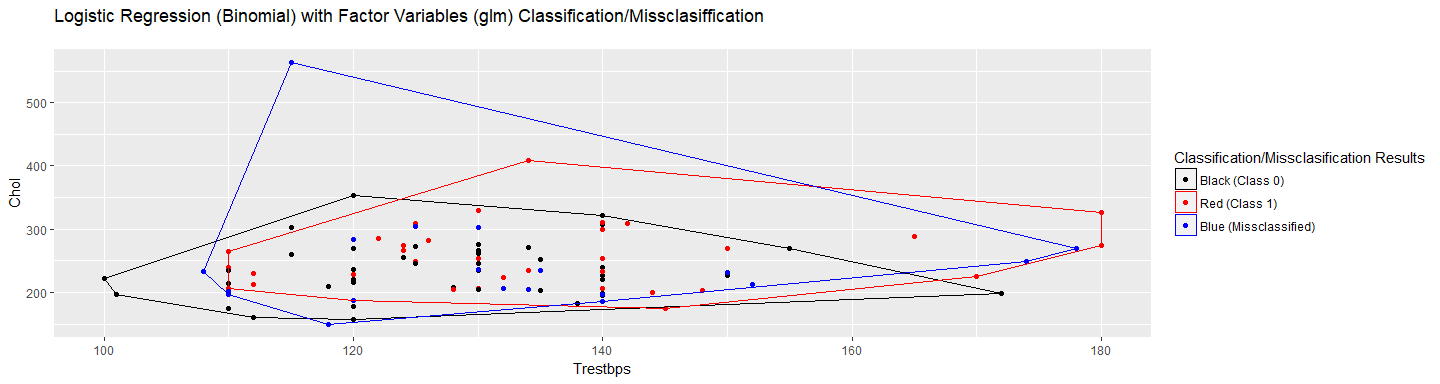 Logistic Regression (Binomial) with Factor Variables (glm) Classification/Missclasiffication
500
400
300
200
Chol
100
120
140
160
180
Trestbps
Classification/Missclasification Results
Black (Class 0)
Red (Class 1)
Blue (Missclassified)